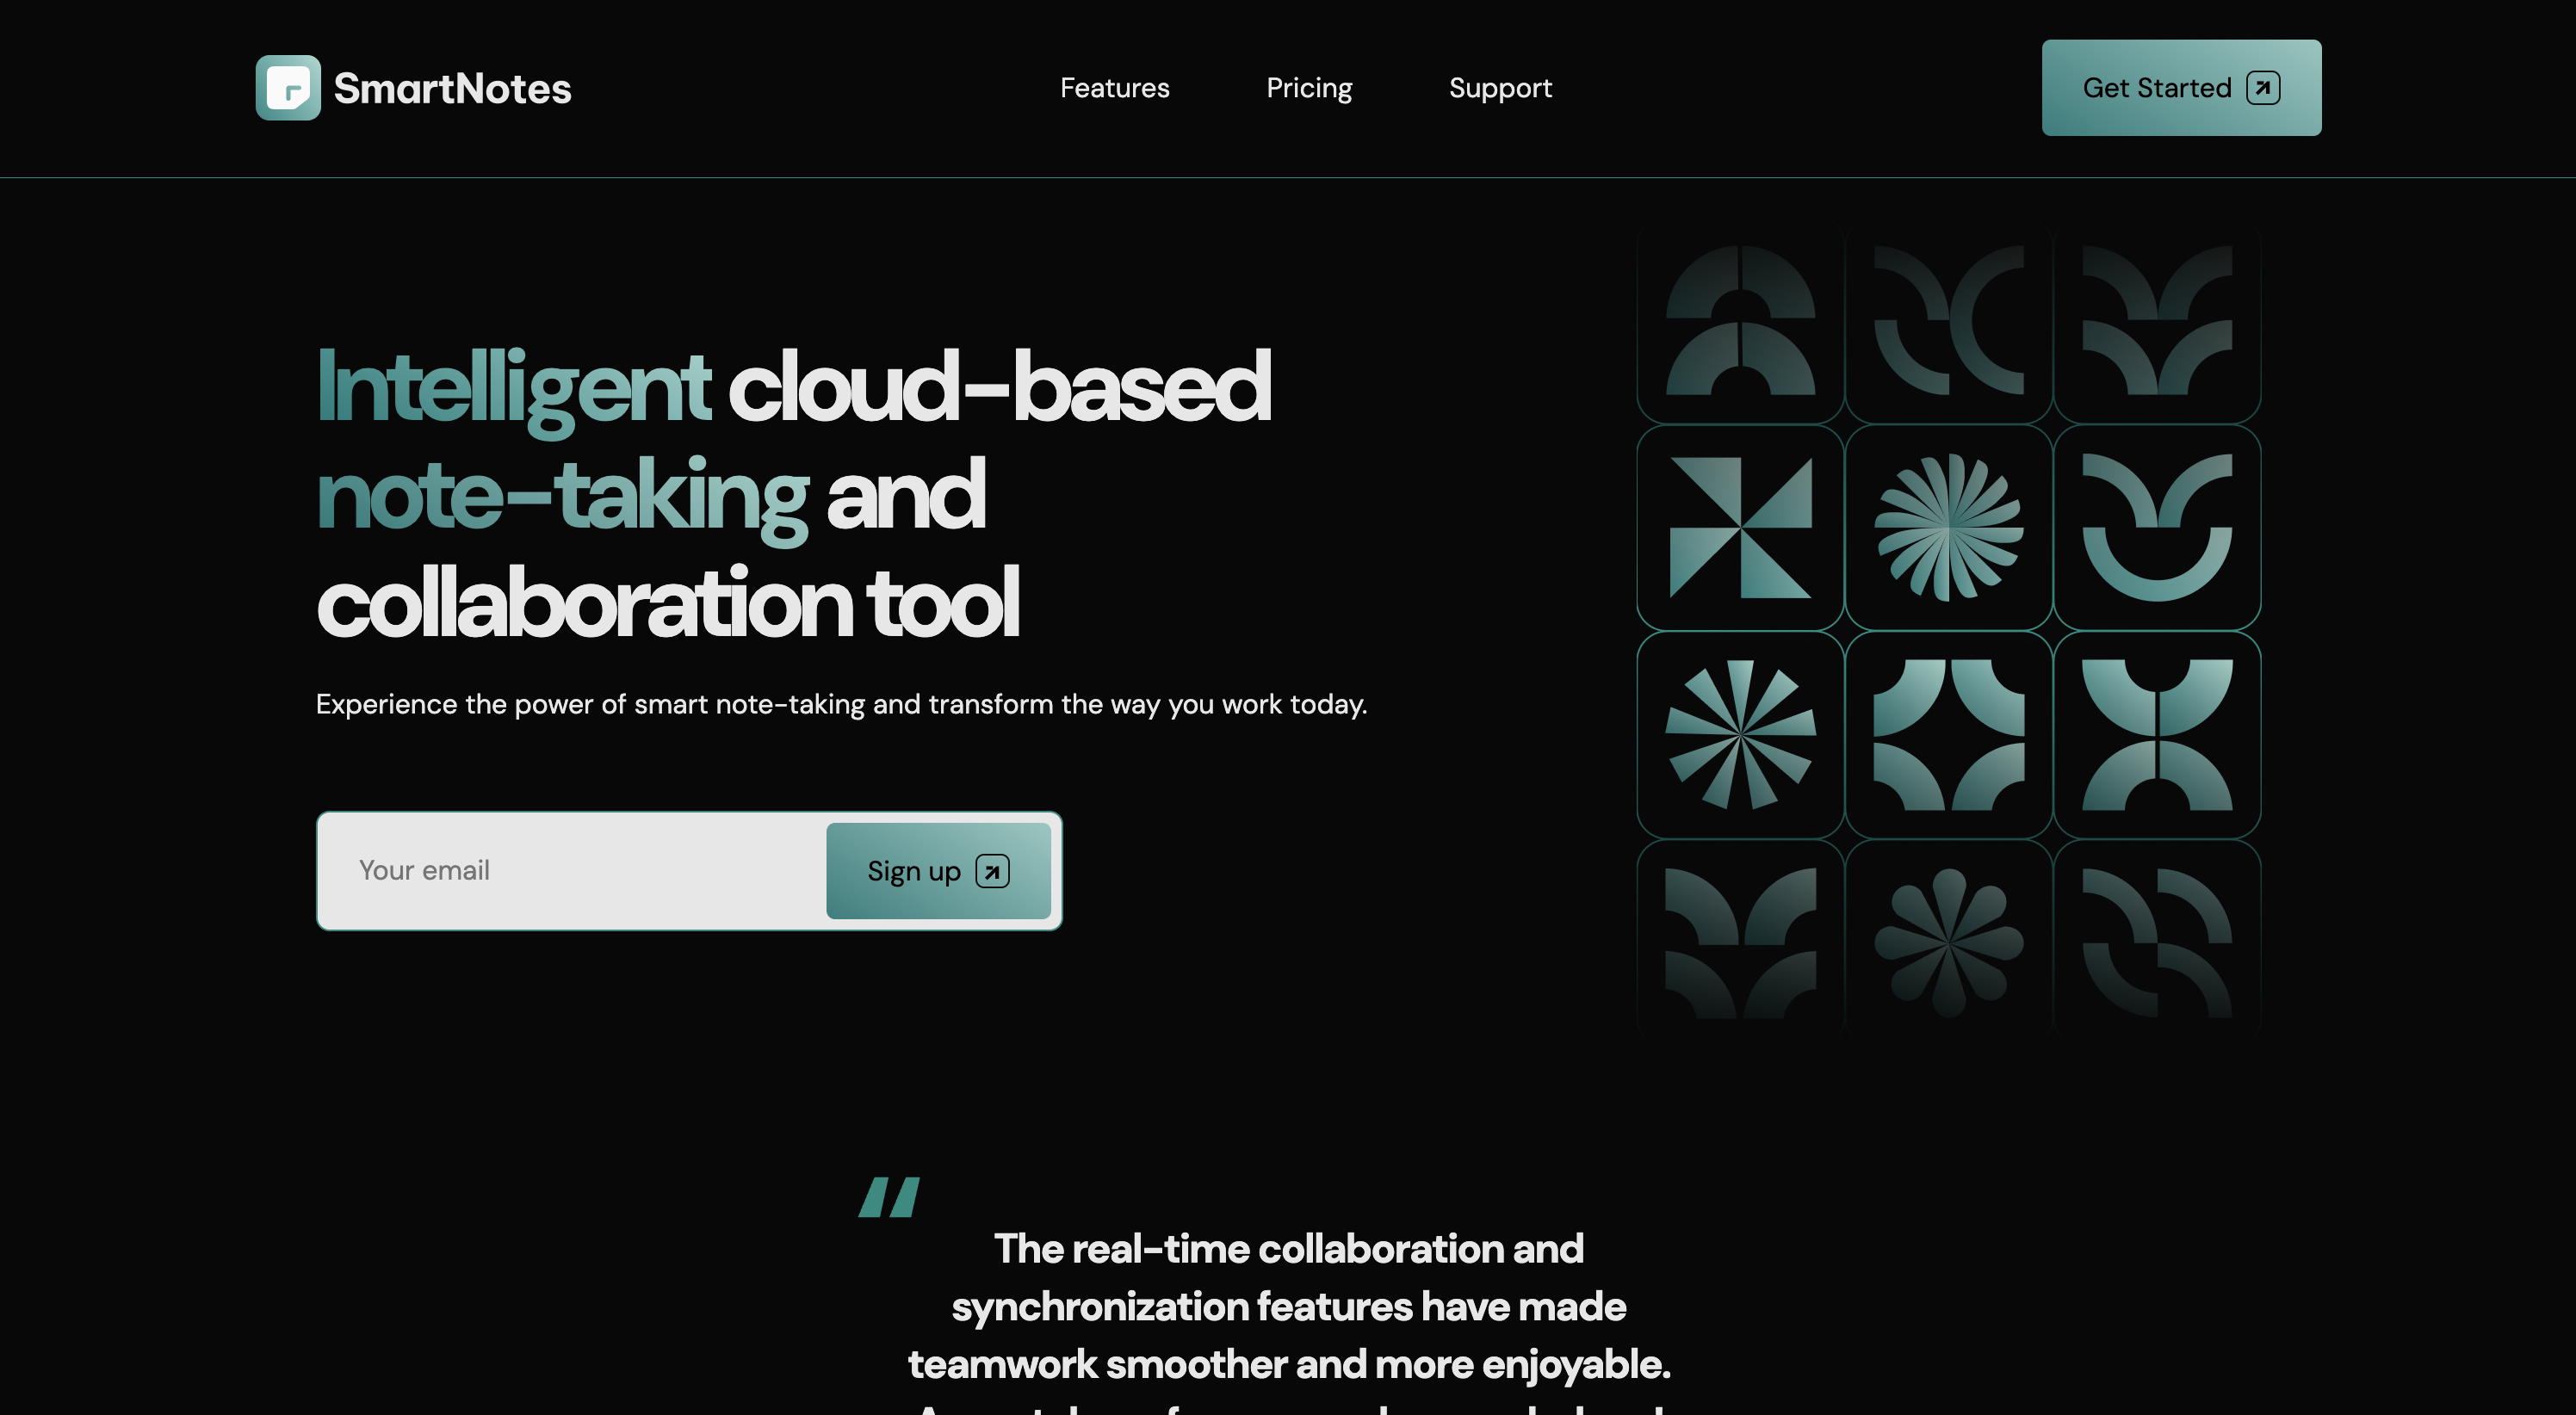 SmartNotes
Features
Pricing
Support
Get Started
Intelligent cloud-based
note-taking and
collaboration tool
Experience the power of smart note-taking and transform the way you work today.
Your email
Sign up
“
The real-time collaboration and
synchronization features have made
teamwork smoother and more enjoyable.